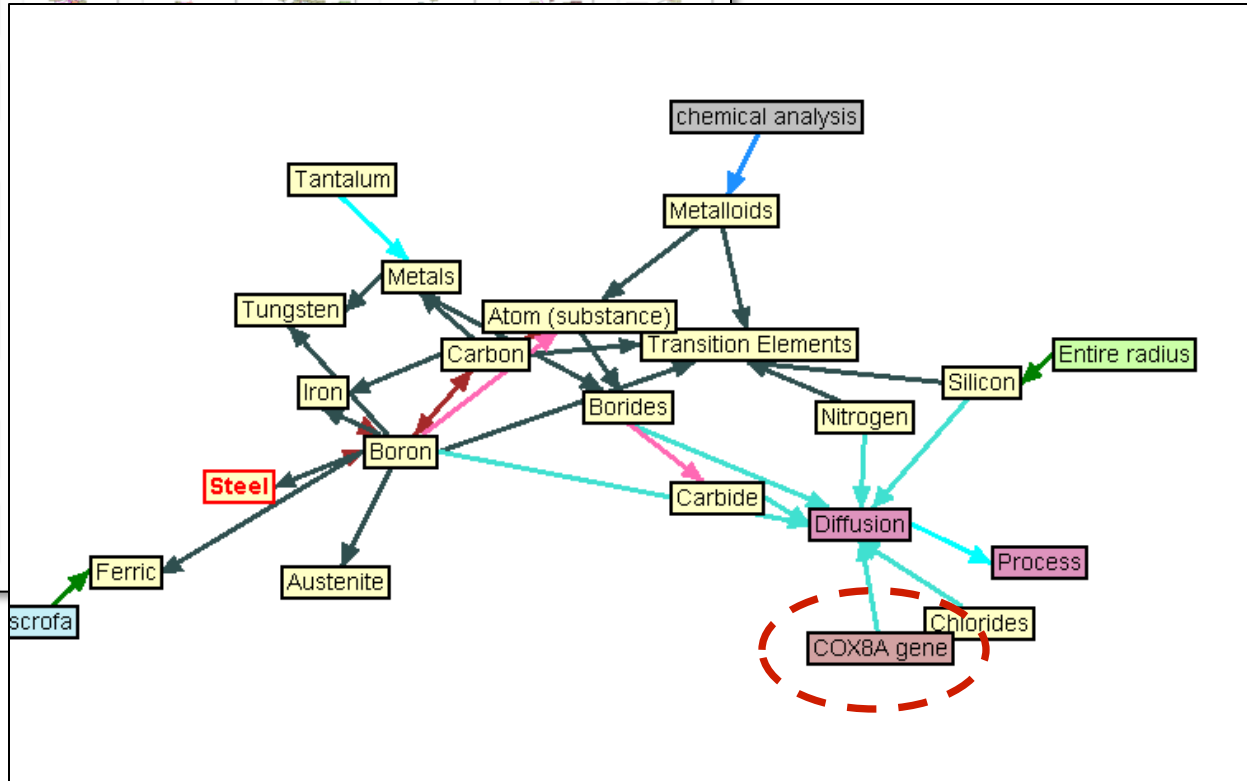 chemical analysis
Tantalum
Metalloids
Metals
Tungsten
Atom (substance)
Carbon
Transition Elements
Entire radius
Iron
Silicon
Borides
Nitrogen
Boron
Steel
Carbide
Diffusion
Ferric
Austenite
Process
scrofa
Chlorides
COX8A gene